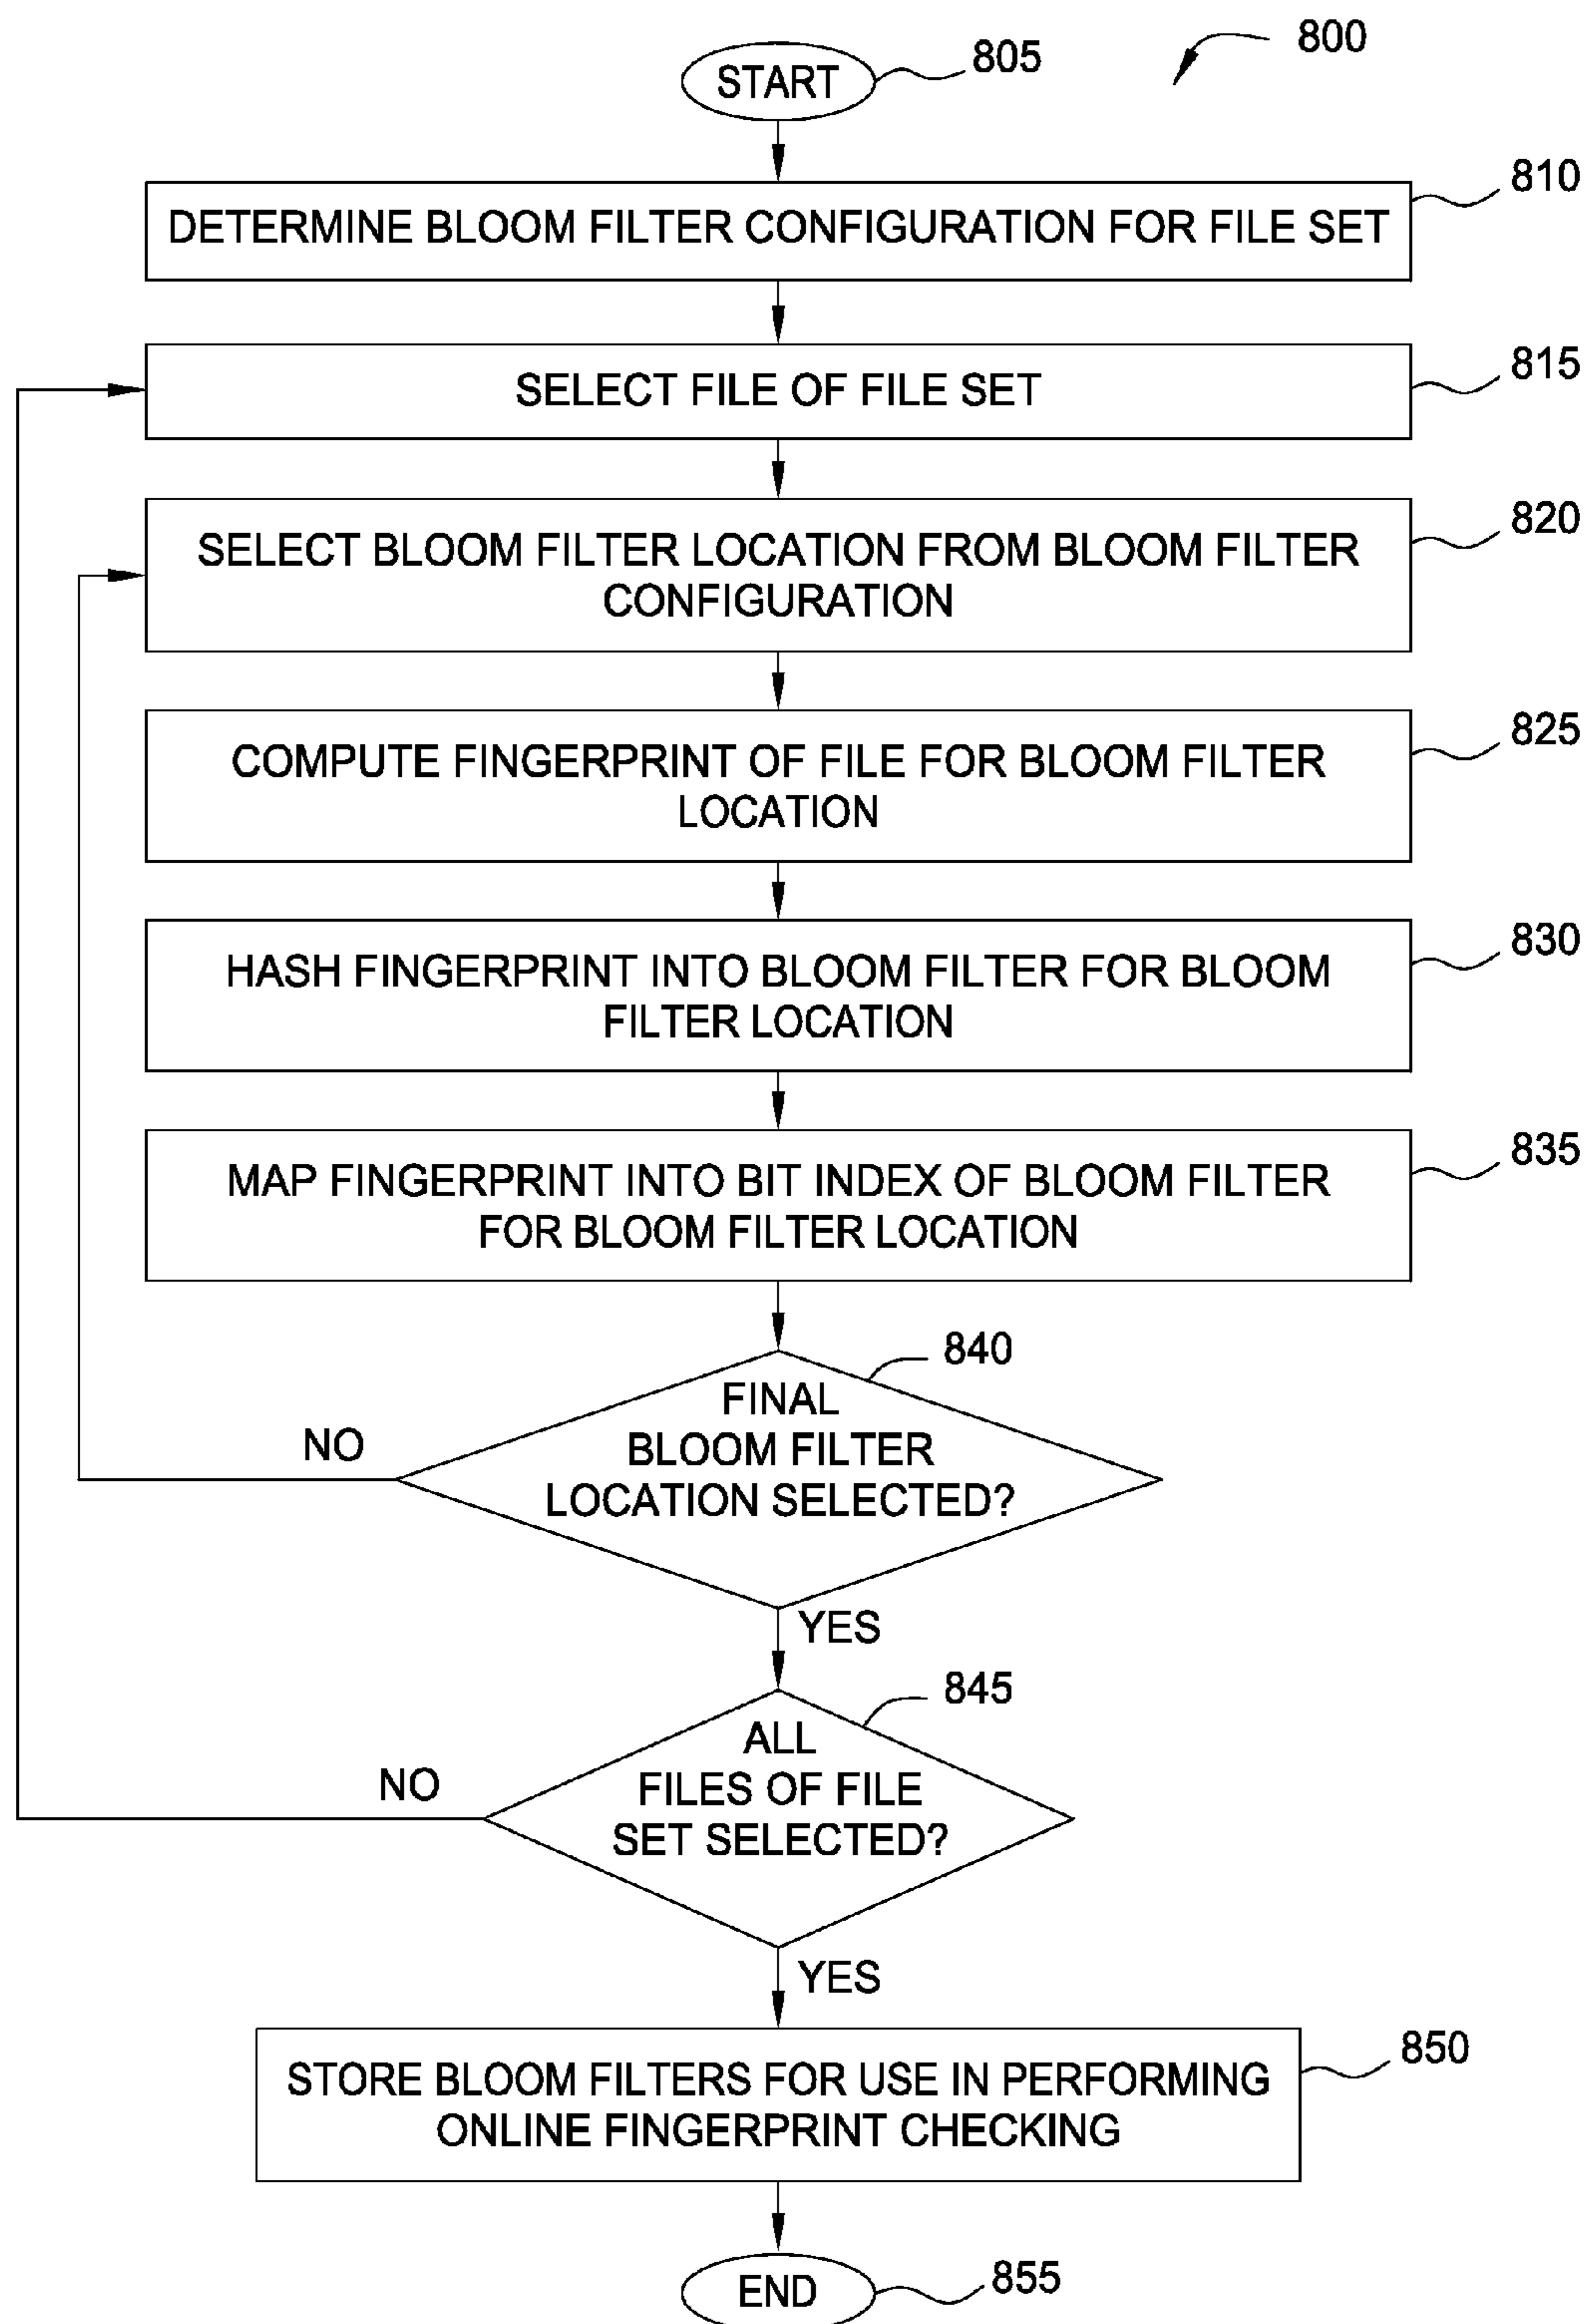 800
START
805
DETERMINE BLOOM FILTER CONFIGURATION FOR FILE SET
810
SELECT FILE OF FILE SET
815
SELECT BLOOM FILTER LOCATION FROM BLOOM FILTER
CONFIGURATION
820
COMPUTE FINGERPRINT OF FILE FOR BLOOM FILTER
LOCATION
825
HASH FINGERPRINT INTO BLOOM FILTER FOR BLOOM
FILTER LOCATION
830
MAP FINGERPRINT INTO BIT INDEX OF BLOOM FILTER
FOR BLOOM FILTER LOCATION
835
840
FINAL
BLOOM FILTER
LOCATION SELECTED?
NO
YES
845
ALL
FILES OF FILE
SET SELECTED?
NO
YES
STORE BLOOM FILTERS FOR USE IN PERFORMING
ONLINE FINGERPRINT CHECKING
850
END
855